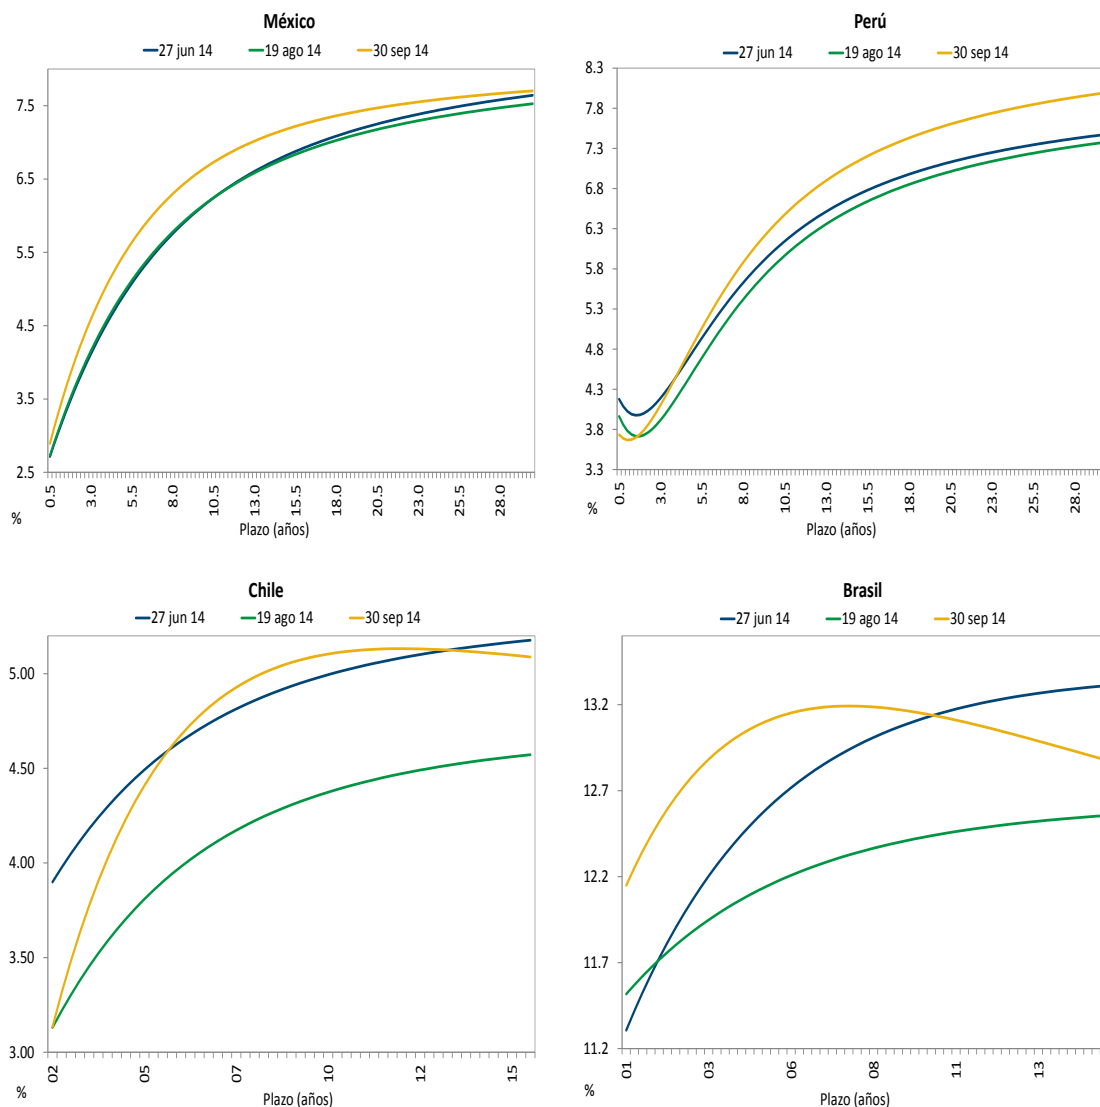 México
27 jun 14 19 ago 14 30 sep 14
7.5
6.5
5.5
4.5
3.5
2.5
0.5 3.0 5.5 8.0 10.5 13.0 15.5 18.0 20.5 23.0 25.5 28.0
%
Plazo (años)
Perú
27 jun 14 19 ago 14 30 sep 14
8.3
7.8
7.3
6.8
6.3
5.8
5.3
4.8
4.3
3.8
3.3
0.5 3.0 5.5 8.0 10.5 13.0 15.5 18.0 20.5 23.0 25.5 28.0
%
Plazo (años)
Chile
27 jun 14 19 ago 14 30 sep 14
5.00
4.50
4.00
3.50
3.00
02 05 07 10 12 15
%
Plazo (años)
Brasil
27 jun 14 19 ago 14 30 sep 14
13.2
12.7
12.2
11.7
11.2
01 03 06 08 11 13
%
Plazo (años)